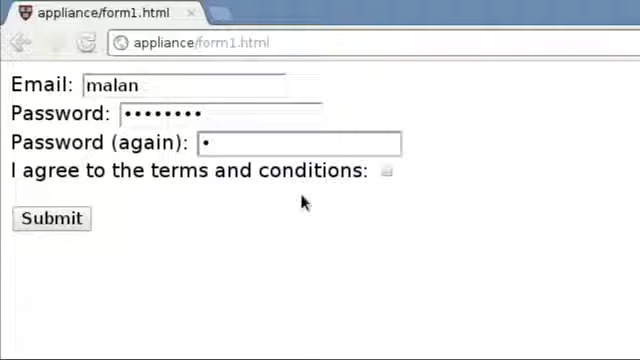 appliance/form1.html
appliance/form1.html
Email: malan
Password: ••••••••
Password (again): •
I agree to the terms and conditions:
Submit